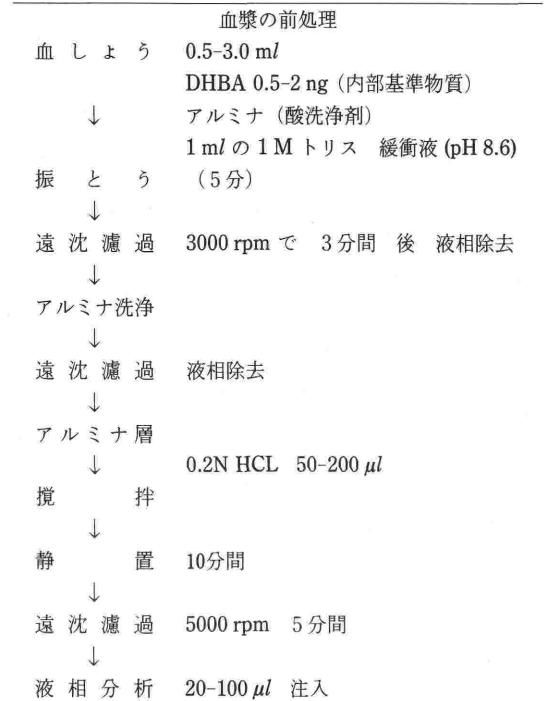 血漿の前処理
血しょう 0.5-3.0 ml
DHBA 0.5-2 ng (内部基準物質)
↓ アルミナ (酸洗浄剤)
1 mlの 1 M トリス 緩衝液 (pH 8.6)
振とう (5分)
↓
遠沈濾過 3000 rpm で 3分間 後 液相除去
↓
アルミナ洗浄
↓
遠沈濾過 液相除去
↓
アルミナ層
↓ 0.2N HCL 50-200 μl
撹拌
↓
静置 10分間
↓
遠沈濾過 5000 rpm 5分間
↓
液相分析 20-100 μl 注入